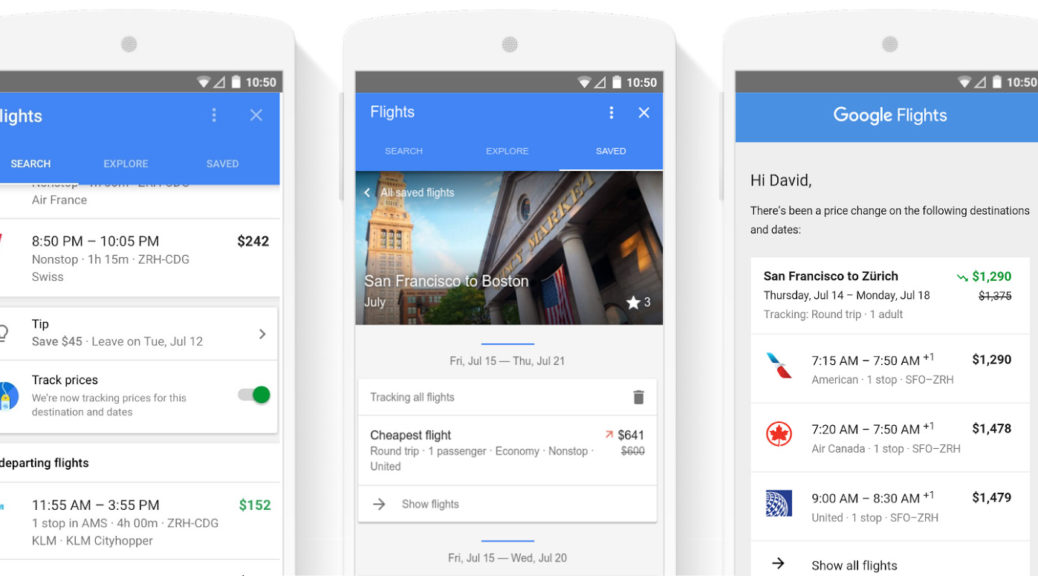 10:50
lights
SEARCH EXPLORE SAVED
Air France
8:50 PM – 10:05 PM $242
Nonstop · 1h 15m · ZRH-CDG
Swiss
Tip
Save $45 · Leave on Tue, Jul 12
Track prices
We're now tracking prices for this
destination and dates
departing flights
11:55 AM – 3:55 PM $152
1 stop in AMS · 4h 00m · ZRH-CDG
KLM · KLM Cityhopper
10:50
Flights
SEARCH EXPLORE SAVED
All saved flights
MARKET
San Francisco to Boston
July 3
Fri, Jul 15 — Thu, Jul 21
Tracking all flights
Cheapest flight $641
Round trip · 1 passenger · Economy · Nonstop · $600
United
Show flights
Fri, Jul 15 — Wed, Jul 20
10:50
Google Flights
Hi David,
There's been a price change on the following destinations
and dates:
San Francisco to Zürich $1,290
Thursday, Jul 14 – Monday, Jul 18 $1,375
Tracking: Round trip · 1 adult
7:15 AM – 7:50 AM +1 $1,290
American · 1 stop · SFO–ZRH
7:20 AM – 7:50 AM +1 $1,478
Air Canada · 1 stop · SFO–ZRH
9:00 AM – 8:30 AM +1 $1,479
United · 1 stop · SFO–ZRH
Show all flights